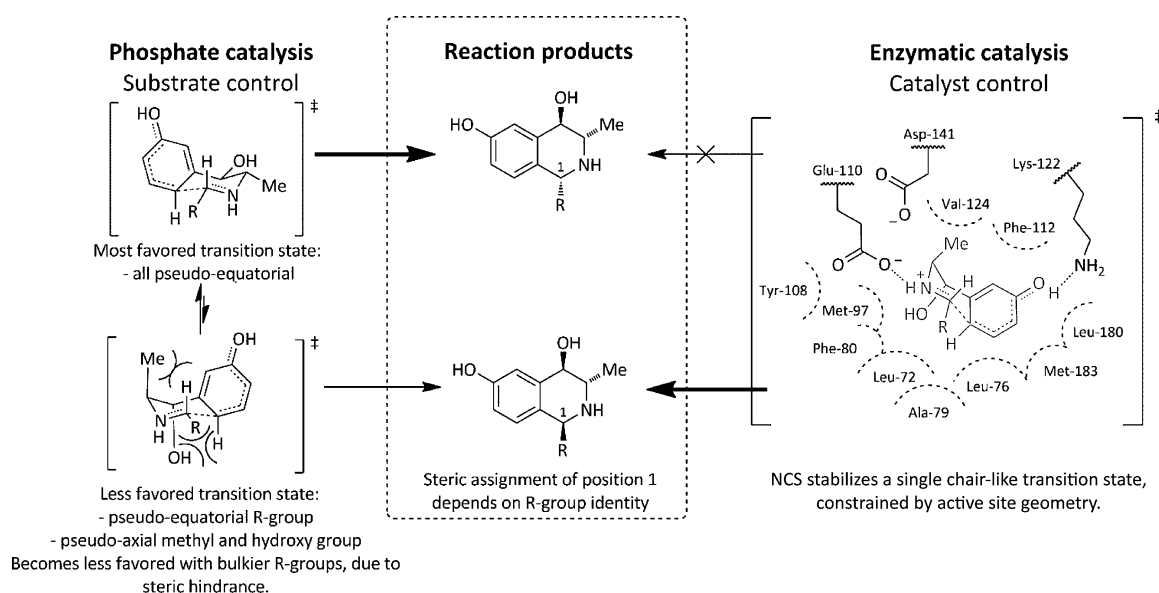 Phosphate catalysis
Substrate control
HO
‡
H
OH
Me
N
H
R
H
Most favored transition state:
- all pseudo-equatorial
Me
OH
‡
H
N
H
R
H
OH
Less favored transition state:
- pseudo-equatorial R-group
- pseudo-axial methyl and hydroxy group
Becomes less favored with bulkier R-groups, due to
steric hindrance.
Reaction products
OH
HO
Me
NH
1
R
OH
HO
Me
NH
1
R
Steric assignment of position 1
depends on R-group identity
Enzymatic catalysis
Catalyst control
‡
Asp-141
Lys-122
Glu-110
O
–O
Val-124
Phe-112
Me
O
O–
NH2
Tyr-108
H
N+
H
O
H
Met-97
HO
R
H
Leu-180
Phe-80
Leu-72
Leu-76
Met-183
Ala-79
NCS stabilizes a single chair-like transition state,
constrained by active site geometry.